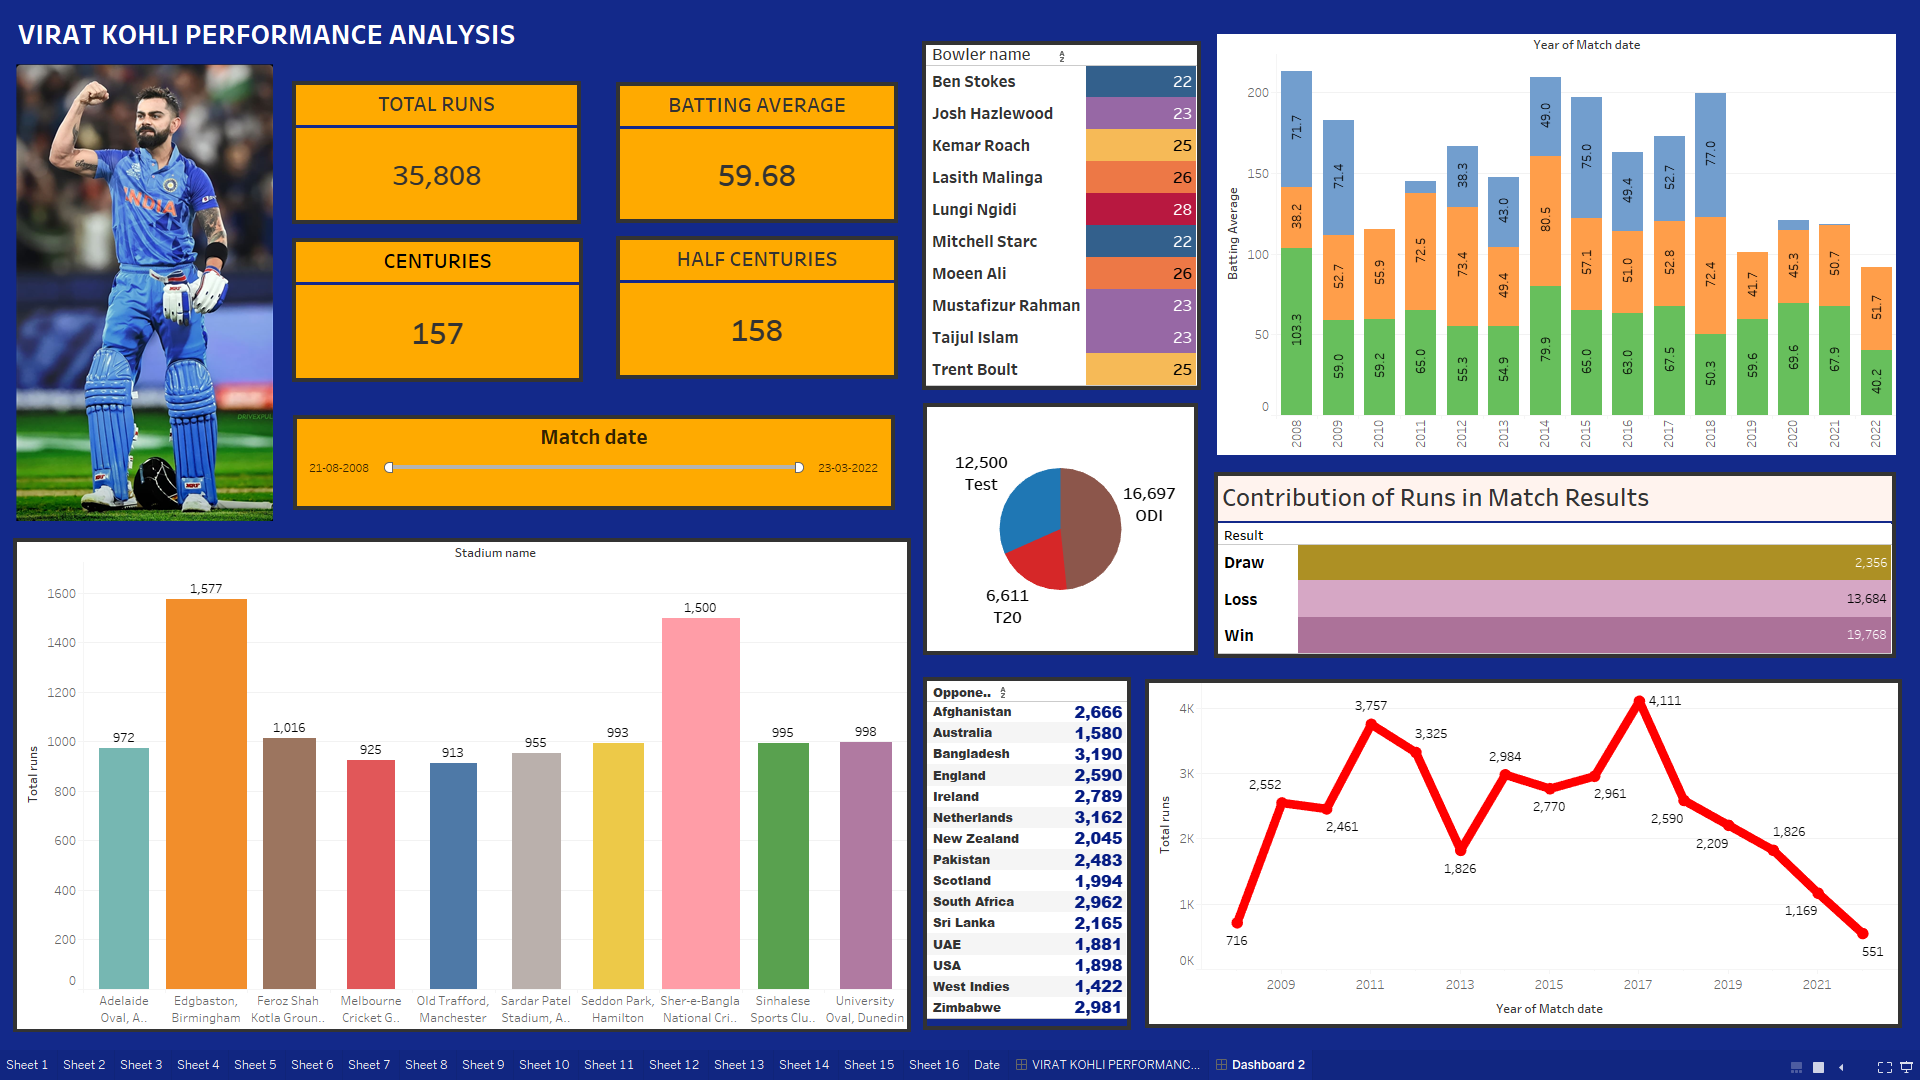 VIRAT KOHLI PERFORMANCE ANALYSIS
INDIA
TOTAL RUNS
35,808
BATTING AVERAGE
59.68
CENTURIES
157
HALF CENTURIES
158
Match date
21-08-2008
23-03-2022
Bowler name
Ben Stokes 22
Josh Hazlewood 23
Kemar Roach 25
Lasith Malinga 26
Lungi Ngidi 28
Mitchell Starc 22
Moeen Ali 26
Mustafizur Rahman 23
Taijul Islam 23
Trent Boult 25
Year of Match date
Batting Average
200
150
100
50
0
71.7 38.2 103.3
71.4 52.7 59.0
55.9 59.2
72.5 65.0
38.3 73.4 55.3
43.0 49.4 54.9
49.0 80.5 79.9
75.0 57.1 65.0
49.4 51.0 63.0
52.7 52.8 67.5
77.0 72.4 50.3
41.7 59.6
45.3 69.6
50.7 67.9
51.7 40.2
2008 2009 2010 2011 2012 2013 2014 2015 2016 2017 2018 2019 2020 2021 2022
12,500
Test
16,697
ODI
6,611
T20
Contribution of Runs in Match Results
Result
Draw 2,356
Loss 13,684
Win 19,768
Stadium name
Total runs
1600
1400
1200
1000
800
600
400
200
0
972 1,577 1,016 925 913 955 993 1,500 995 998
Adelaide
Oval, A..
Edgbaston,
Birmingham
Feroz Shah
Kotla Groun..
Melbourne
Cricket G..
Old Trafford,
Manchester
Sardar Patel
Stadium, A..
Seddon Park,
Hamilton
Sher-e-Bangla
National Cri..
Sinhalese
Sports Clu..
University
Oval, Dunedin
Oppone..
Afghanistan 2,666
Australia 1,580
Bangladesh 3,190
England 2,590
Ireland 2,789
Netherlands 3,162
New Zealand 2,045
Pakistan 2,483
Scotland 1,994
South Africa 2,962
Sri Lanka 2,165
UAE 1,881
USA 1,898
West Indies 1,422
Zimbabwe 2,981
Total runs
4K
3K
2K
1K
0K
716 2,552 2,461 3,757 3,325 1,826 2,984 2,770 2,961 4,111 2,590 2,209 1,826 1,169 551
2009 2011 2013 2015 2017 2019 2021
Year of Match date
Sheet 1 Sheet 2 Sheet 3 Sheet 4 Sheet 5 Sheet 6 Sheet 7 Sheet 8 Sheet 9 Sheet 10 Sheet 11 Sheet 12 Sheet 13 Sheet 14 Sheet 15 Sheet 16 Date VIRAT KOHLI PERFORMANC... Dashboard 2